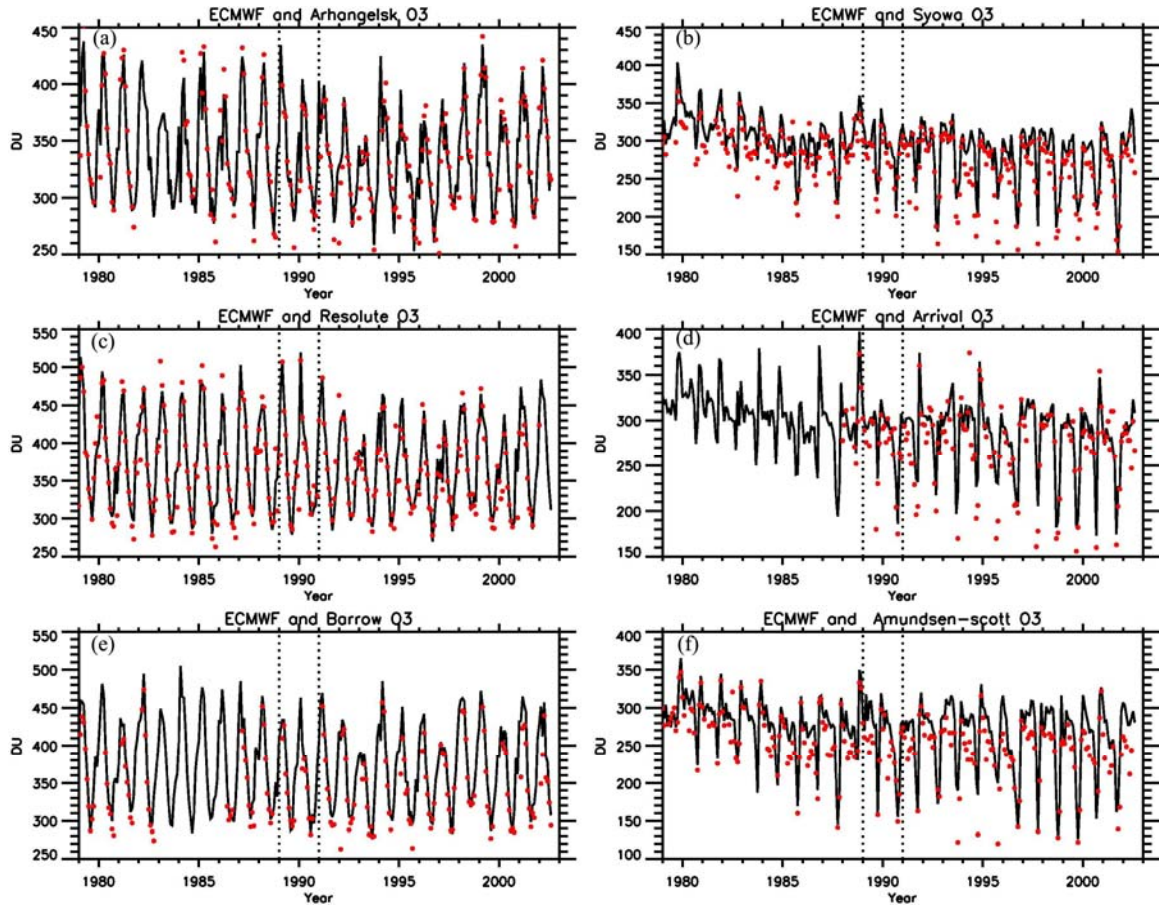 ECMWF and Arhangelsk O3
(a)
450
400
350
300
250
DU
1980 1985 1990 1995 2000
Year
ECMWF and Syowa O3
(b)
450
400
350
300
250
200
150
DU
1980 1985 1990 1995 2000
Year
ECMWF and Resolute O3
(c)
550
500
450
400
350
300
250
DU
1980 1985 1990 1995 2000
Year
ECMWF and Arrival O3
(d)
400
350
300
250
200
150
DU
1980 1985 1990 1995 2000
Year
ECMWF and Barrow O3
(e)
550
500
450
400
350
300
250
DU
1980 1985 1990 1995 2000
Year
ECMWF and Amundsen-scott O3
(f)
400
350
300
250
200
150
100
DU
1980 1985 1990 1995 2000
Year